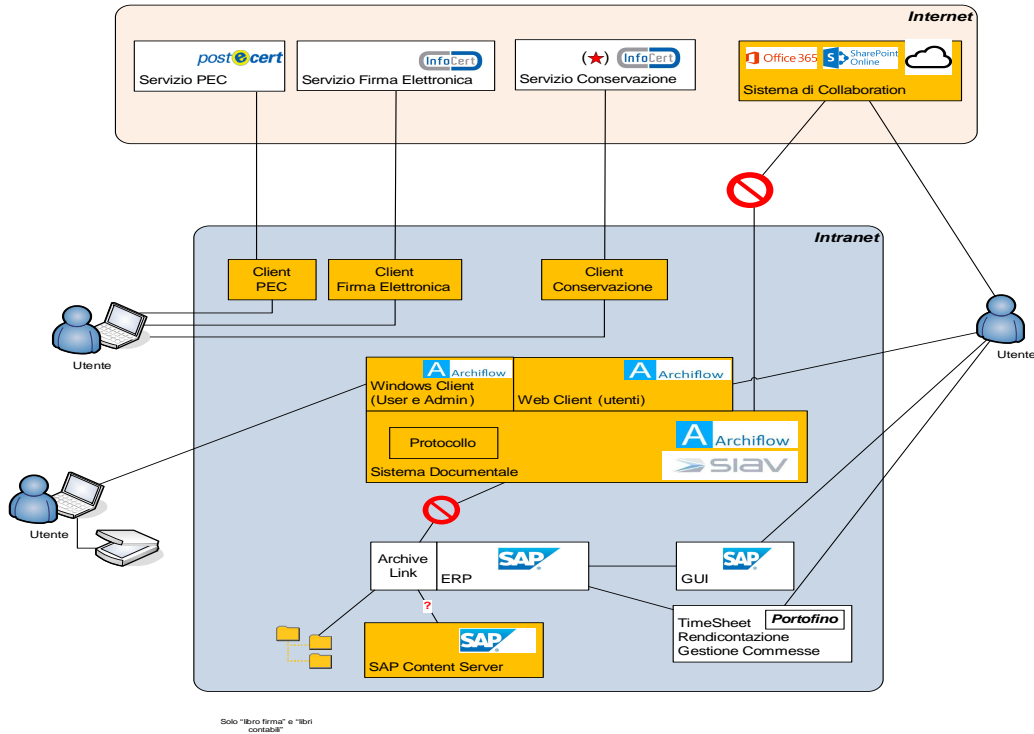 Internet
postecert
Servizio PEC
InfoCert
Servizio Firma Elettronica
(★) InfoCert
Servizio Conservazione
Office 365
SharePoint
Online
Sistema di Collaboration
Intranet
Client
PEC
Client
Firma Elettronica
Client
Conservazione
Utente
Utente
A Archiflow
Windows Client
(User e Admin)
A Archiflow
Web Client (utenti)
Protocollo
A Archiflow
Sistema Documentale
siav
Utente
Archive
Link
SAP
ERP
SAP
GUI
?
TimeSheet
Portofino
Rendicontazione
Gestione Commesse
SAP
SAP Content Server
Solo "libro firma" e "libri
contabili"